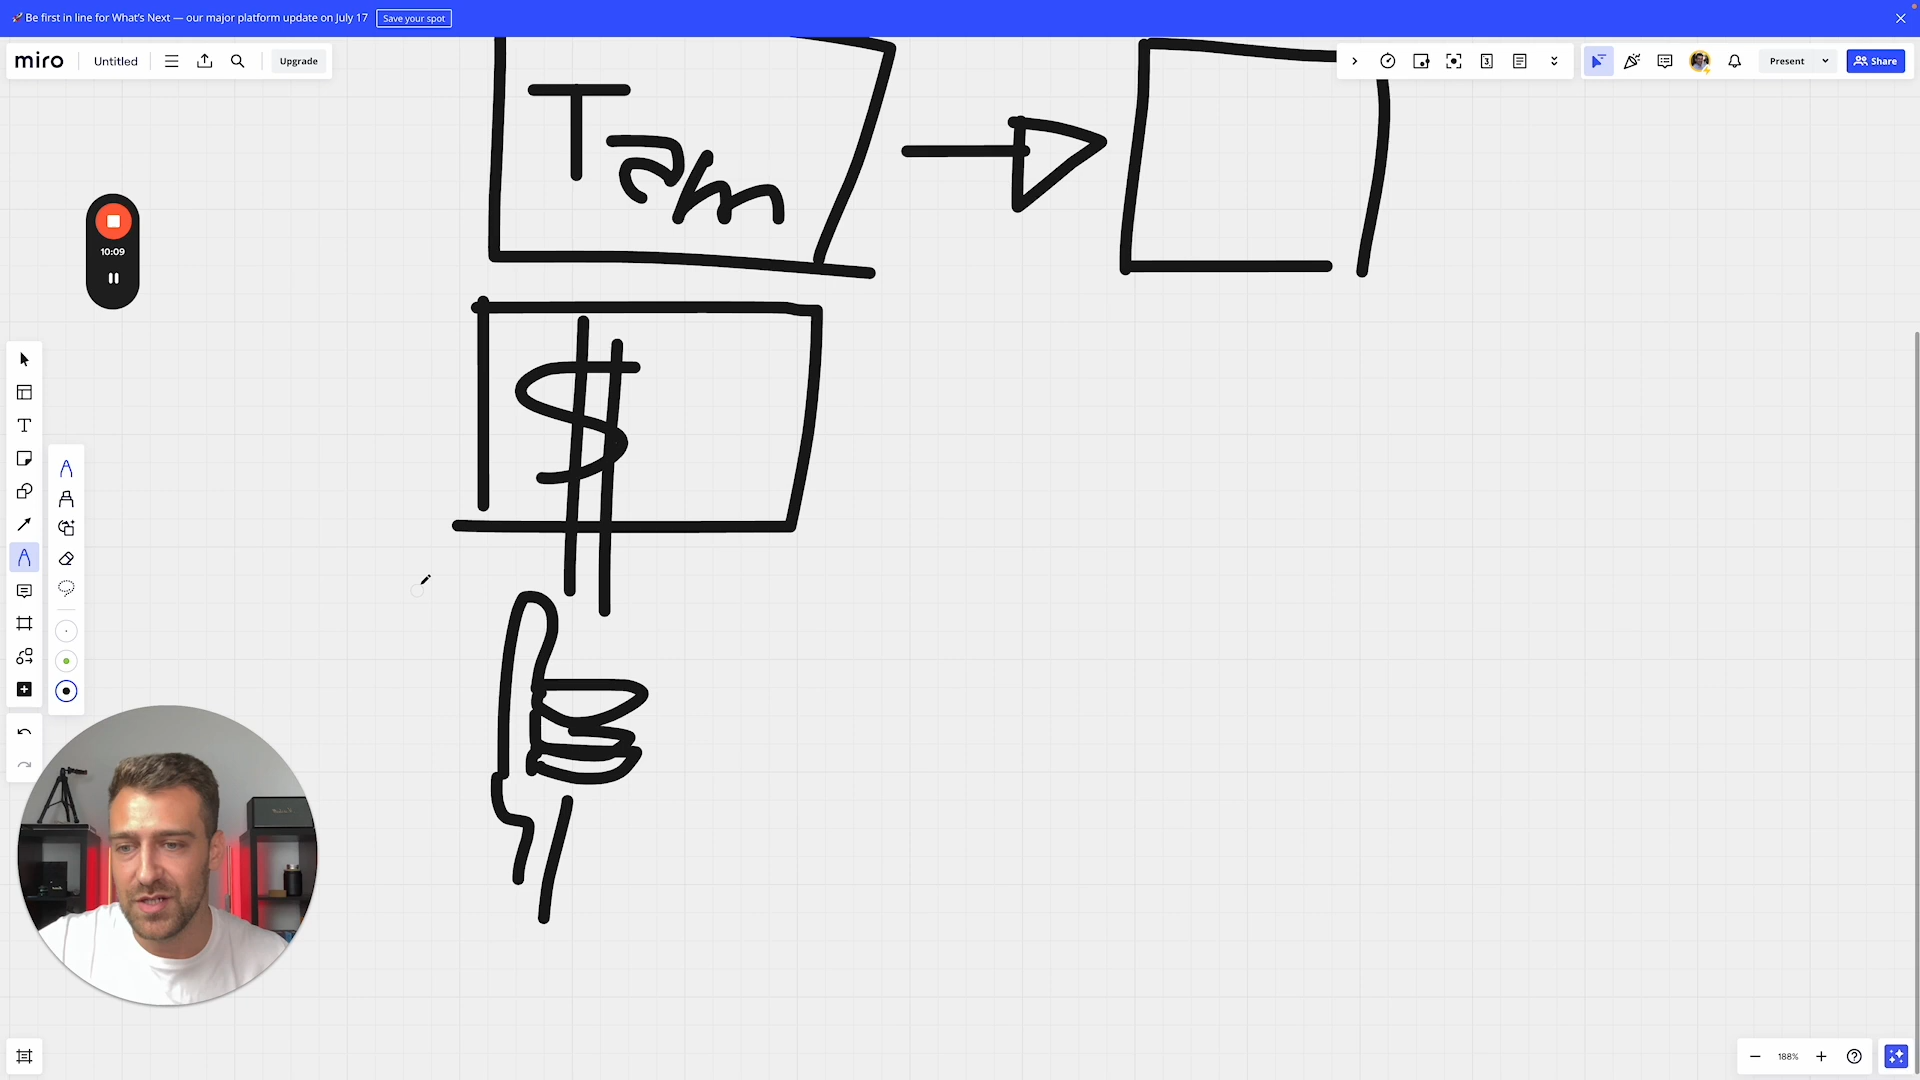 🚀 Be first in line for What's Next — our major platform update on July 17 Save your spot
miro Untitled Upgrade
3
Present Share
Tam
10:09
$
T
188%